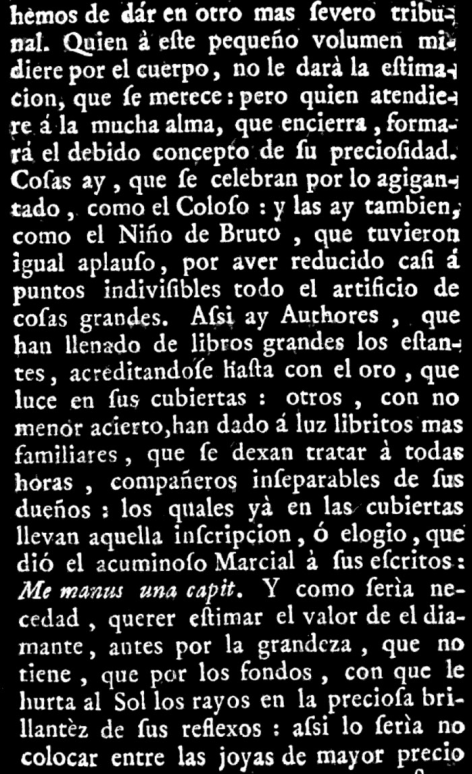 hemos de dár en otro mas ſevero tribu-
nal. Quien à eſte pequeño volumen mi-
diere por el cuerpo, no le darà la eſtima-
cion, que ſe merece: pero quien atendie-
re á la mucha alma, que encierra, forma-
rá el debido concepto de ſu precioſidad.
Coſas ay, que ſe celebran por lo agigan-
tado, como el Coloſo: y las ay tambien,
como el Niño de Bruto, que tuvieron
igual aplauſo, por aver reducido caſi á
puntos indiviſibles todo el artificio de
coſas grandes. Aſsi ay Authores, que
han llenado de libros grandes los eſtan-
tes, acreditandoſe haſta con el oro, que
luce en ſus cubiertas: otros, con no
menor acierto, han dado á luz libritos mas
familiares, que ſe dexan tratar à todas
horas, compañeros inſeparables de ſus
dueños: los quales yà en las cubiertas
llevan aquella inſcripcion, ó elogio, que
dió el acuminoſo Marcial à ſus eſcritos:
Me manus una capit. Y como ſerìa ne-
cedad, querer eſtimar el valor de el dia-
mante, antes por la grandeza, que no
tiene, que por los fondos, con que le
hurta al Sol los rayos en la precioſa bri-
llantèz de ſus reflexos: aſsi lo ſerìa no
colocar entre las joyas de mayor precio